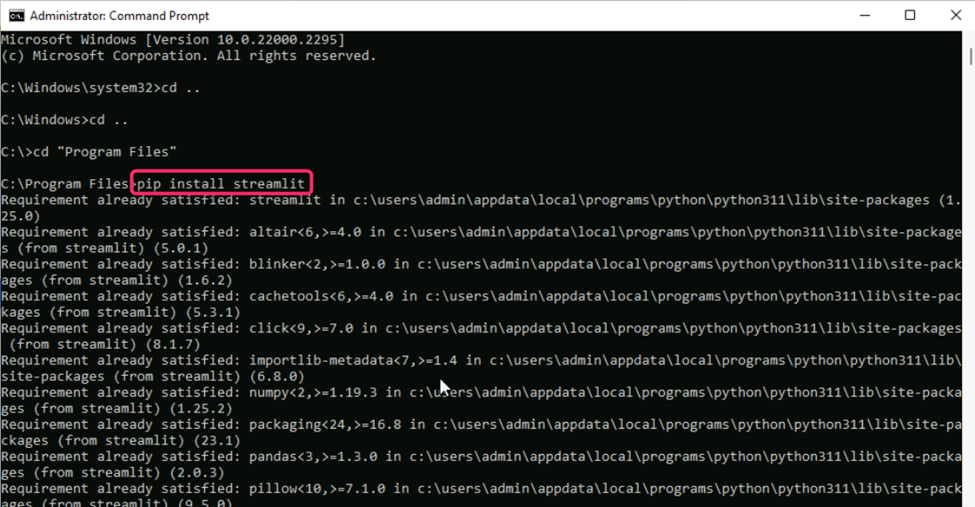 Administrator: Command Prompt
Microsoft Windows [Version 10.0.22000.2295]
(c) Microsoft Corporation. All rights reserved.
C:\Windows\system32>cd ..
C:\Windows>cd ..
C:\>cd "Program Files"
C:\Program Files>pip install streamlit
Requirement already satisfied: streamlit in c:\users\admin\appdata\local\programs\python\python311\lib\site-packages (1.
25.0)
Requirement already satisfied: altair<6,>=4.0 in c:\users\admin\appdata\local\programs\python\python311\lib\site-package
s (from streamlit) (5.0.1)
Requirement already satisfied: blinker<2,>=1.0.0 in c:\users\admin\appdata\local\programs\python\python311\lib\site-pack
ages (from streamlit) (1.6.2)
Requirement already satisfied: cachetools<6,>=4.0 in c:\users\admin\appdata\local\programs\python\python311\lib\site-pac
kages (from streamlit) (5.3.1)
Requirement already satisfied: click<9,>=7.0 in c:\users\admin\appdata\local\programs\python\python311\lib\site-packages
 (from streamlit) (8.1.7)
Requirement already satisfied: importlib-metadata<7,>=1.4 in c:\users\admin\appdata\local\programs\python\python311\lib\
site-packages (from streamlit) (6.8.0)
Requirement already satisfied: numpy<2,>=1.19.3 in c:\users\admin\appdata\local\programs\python\python311\lib\site-packa
ges (from streamlit) (1.25.2)
Requirement already satisfied: packaging<24,>=16.8 in c:\users\admin\appdata\local\programs\python\python311\lib\site-pa
ckages (from streamlit) (23.1)
Requirement already satisfied: pandas<3,>=1.3.0 in c:\users\admin\appdata\local\programs\python\python311\lib\site-packa
ges (from streamlit) (2.0.3)
Requirement already satisfied: pillow<10,>=7.1.0 in c:\users\admin\appdata\local\programs\python\python311\lib\site-pack
ages (from streamlit) (9.5.0)